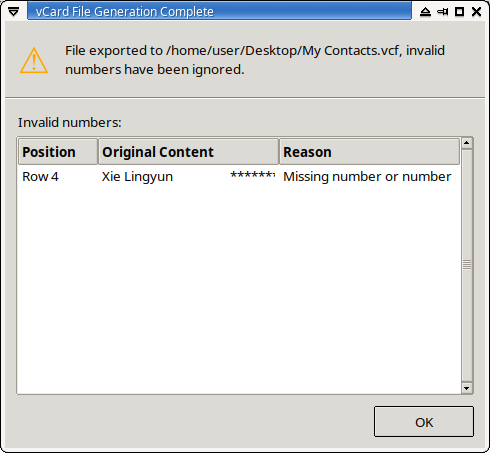 vCard File Generation Complete
File exported to /home/user/Desktop/My Contacts.vcf, invalid
numbers have been ignored.
Invalid numbers:
Position Original Content Reason
Row 4 Xie Lingyun ****** Missing number or number
OK